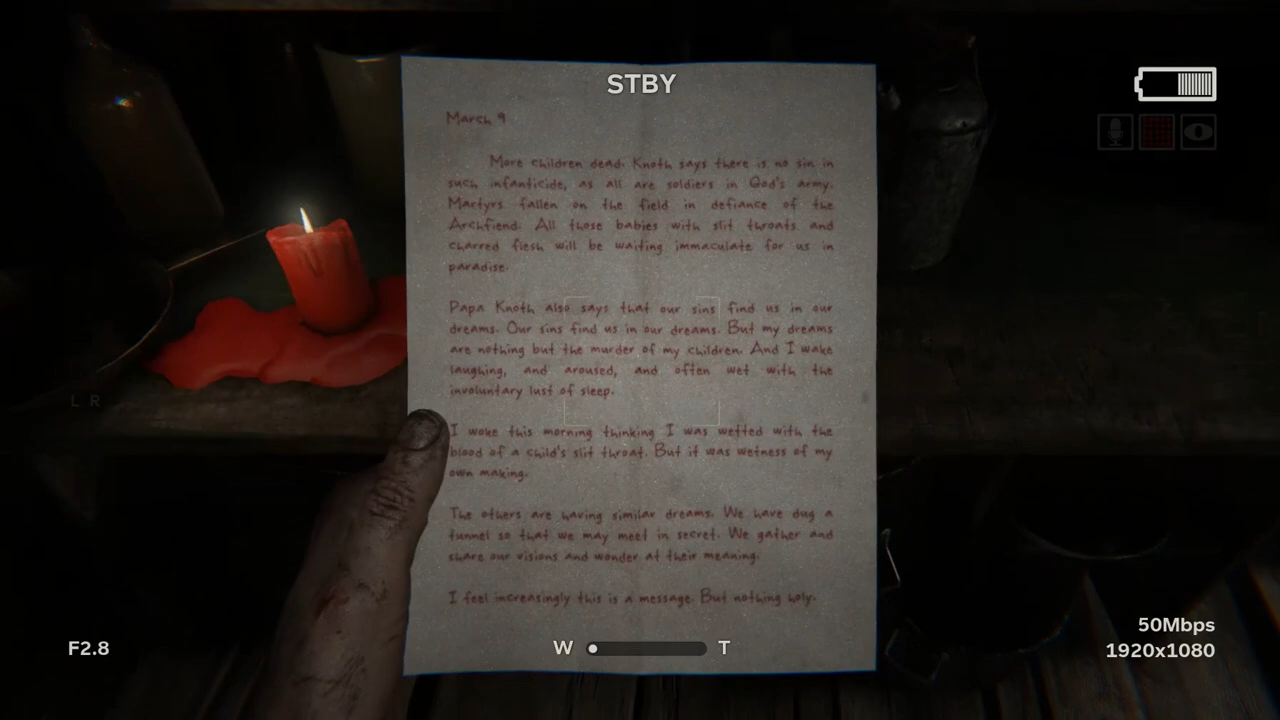 STBY
March 9
More children dead. Knoth says there is no sin in
such infanticide, as all are soldiers in God's army.
Martyrs fallen on the field in defiance of the
Archfiend. All those babies with slit throats and
charred flesh will be waiting immaculate for us in
paradise.
Papa Knoth also says that our sins find us in our
dreams. Our sins find us in our dreams. But my dreams
are nothing but the murder of my children. And I wake
laughing, and aroused, and often wet with the
involuntary lust of sleep.
I woke this morning thinking I was wetted with the
blood of a child's slit throat. But it was wetness of my
own making.
The others are having similar dreams. We have dug a
tunnel so that we may meet in secret. We gather and
share our visions and wonder at their meaning.
I feel increasingly this is a message. But nothing holy.
L R
F2.8
W T
50Mbps
1920x1080